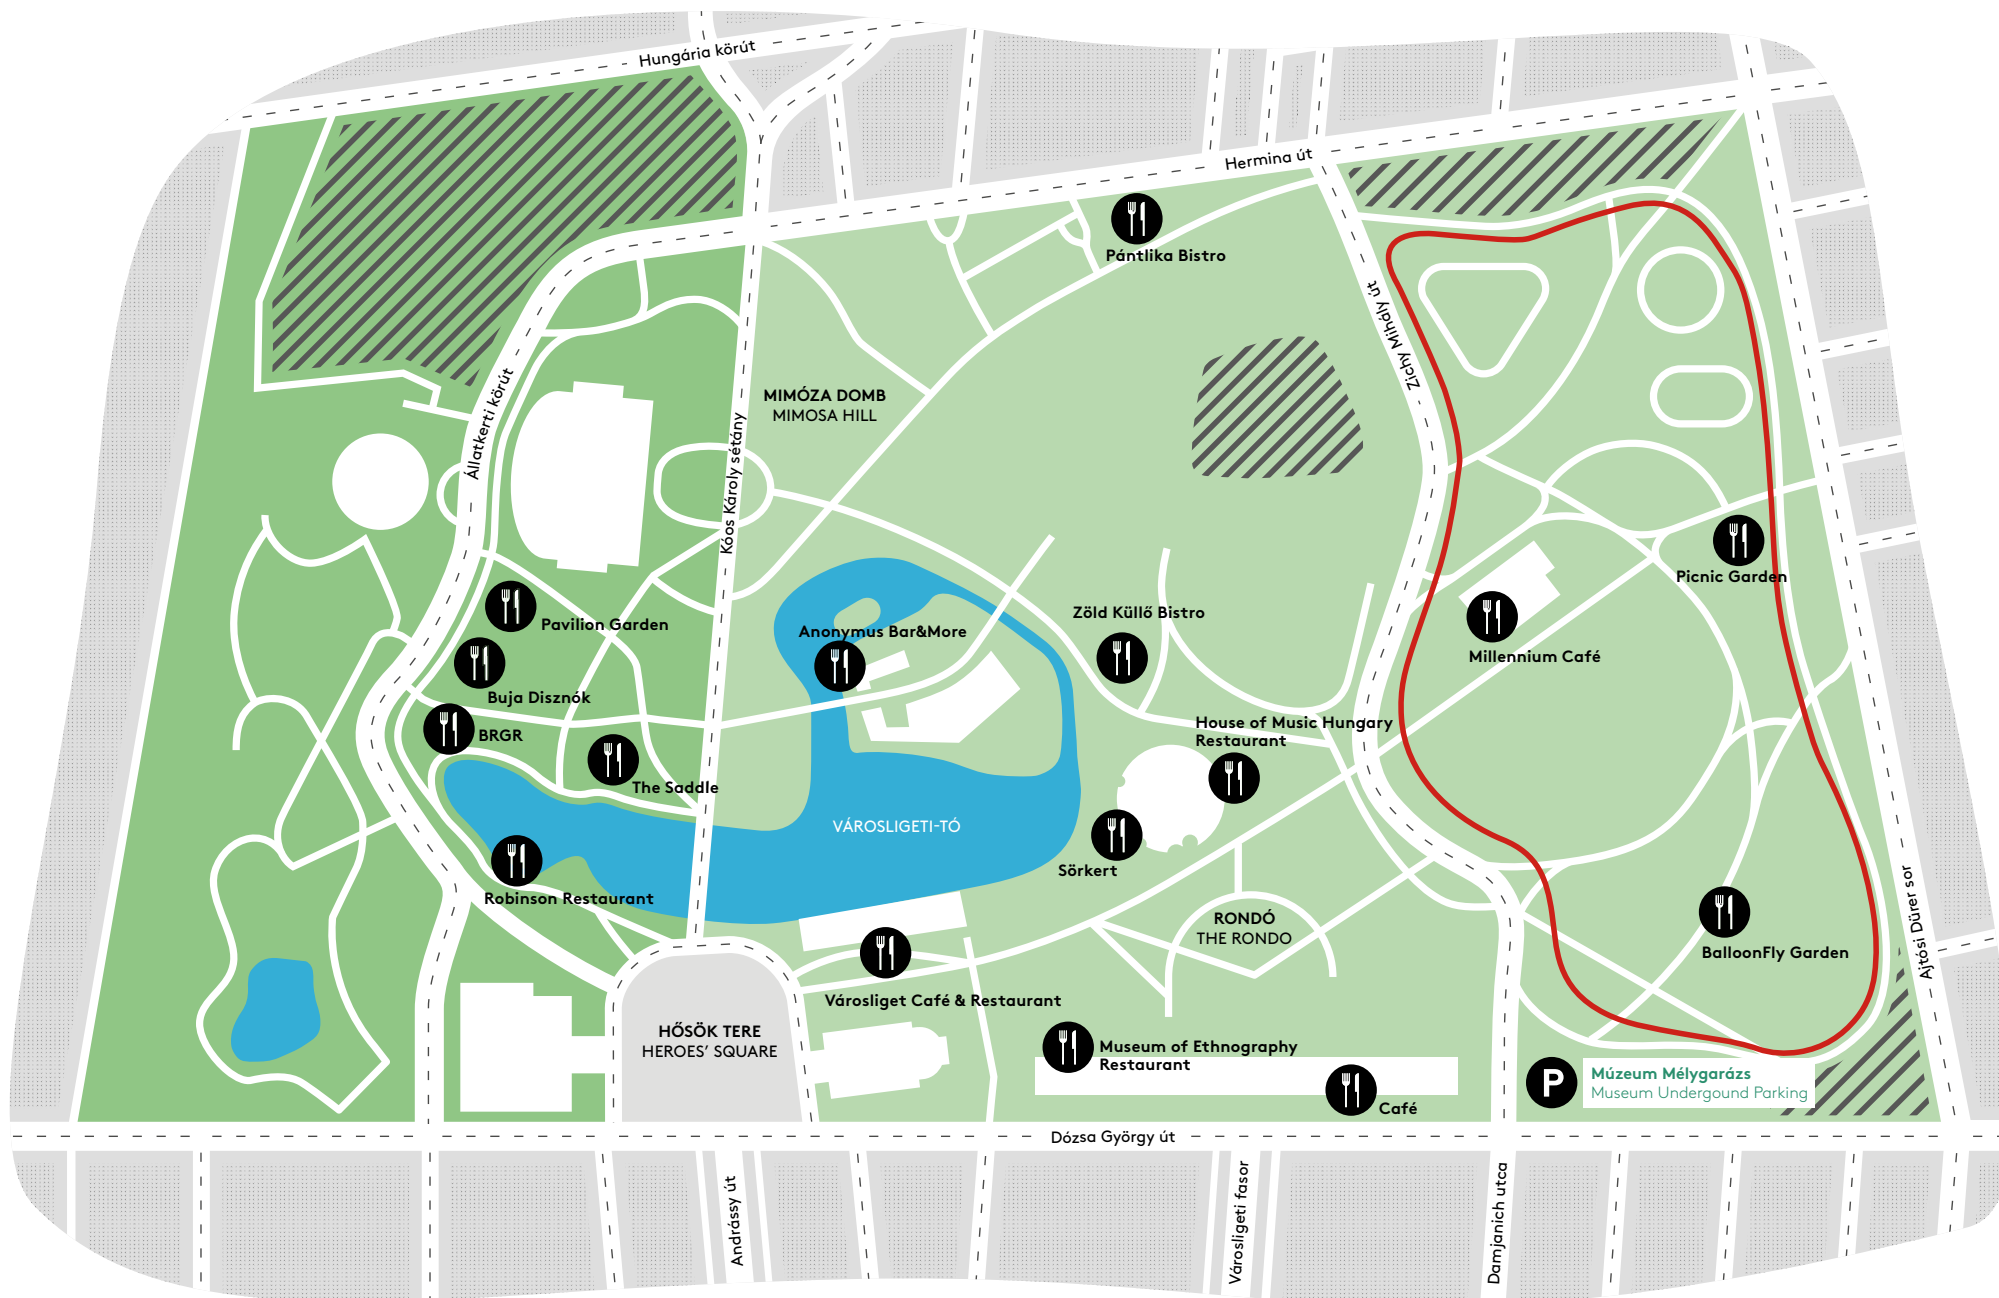 Hungária körút
Hermina út
Pántlika Bistro
Zichy Mihály út
Állatkerti körút
MIMÓZA DOMB
MIMOSA HILL
Kóos Károly sétány
Picnic Garden
Pavilion Garden
Anonymus Bar&More
Zöld Küllő Bistro
Millennium Café
Buja Disznók
BRGR
House of Music Hungary
Restaurant
The Saddle
VÁROSLIGETI-TÓ
Sörkert
Robinson Restaurant
RONDÓ
THE RONDO
Ajtósi Dürer sor
BalloonFly Garden
Városliget Café & Restaurant
HŐSÖK TERE
HEROES' SQUARE
Museum of Ethnography
Restaurant
Café
P
Múzeum Mélygarázs
Museum Undergound Parking
Dózsa György út
Andrássy út
Városligeti fasor
Damjanich utca